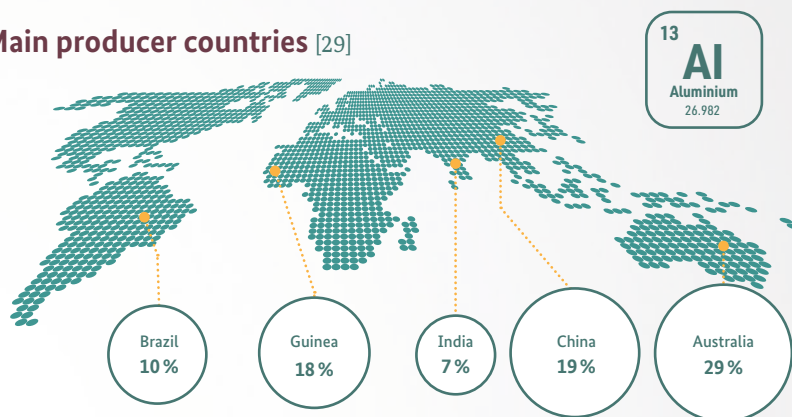 Main producer countries [29]
13
Al
Aluminium
26.982
Brazil
10 %
Guinea
18 %
India
7 %
China
19 %
Australia
29 %